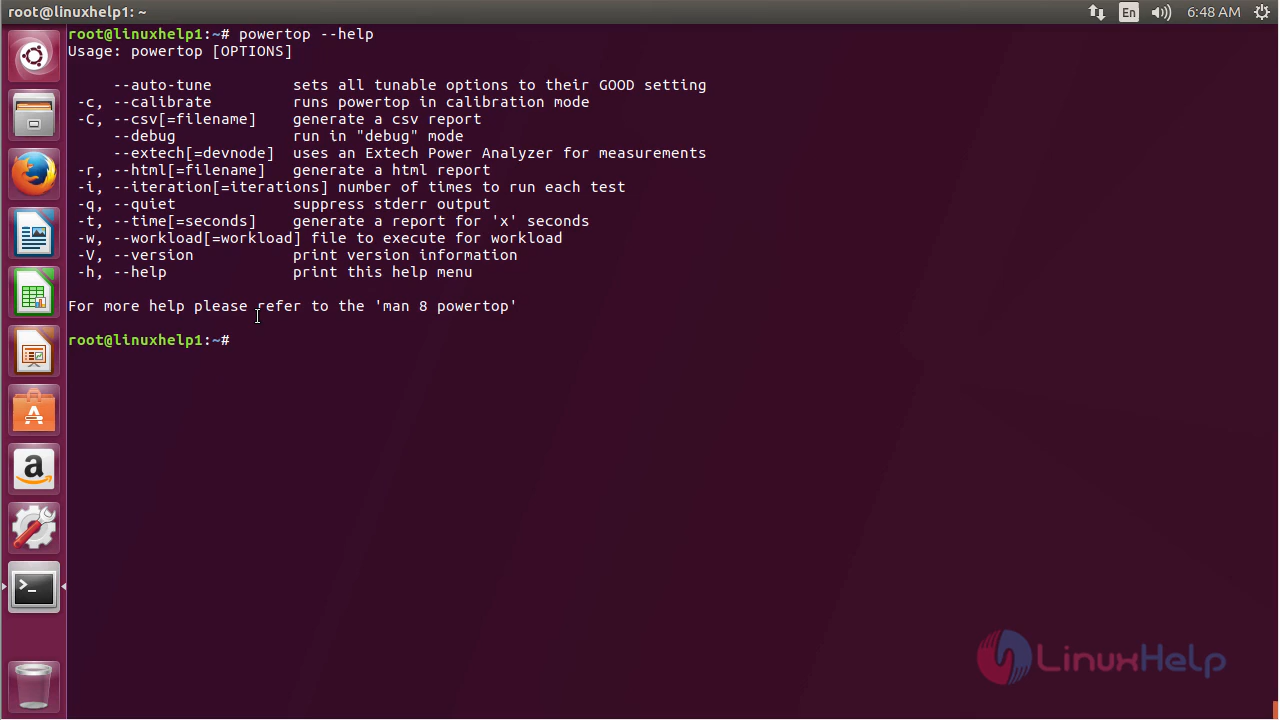 root@linuxhelp1: ~
En
6:48 AM
root@linuxhelp1:~# powertop --help
Usage: powertop [OPTIONS]
--auto-tune sets all tunable options to their GOOD setting
-c, --calibrate runs powertop in calibration mode
-C, --csv[=filename] generate a csv report
--debug run in "debug" mode
--extech[=devnode] uses an Extech Power Analyzer for measurements
-r, --html[=filename] generate a html report
-i, --iteration[=iterations] number of times to run each test
-q, --quiet suppress stderr output
-t, --time[=seconds] generate a report for 'x' seconds
-w, --workload[=workload] file to execute for workload
-V, --version print version information
-h, --help print this help menu
For more help please refer to the 'man 8 powertop'
root@linuxhelp1:~#
LinuxHelp